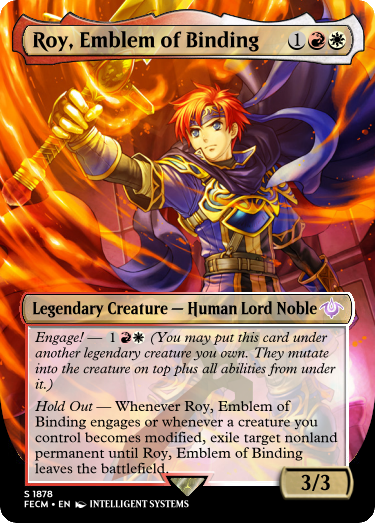 Roy, Emblem of Binding 1
Legendary Creature — Human Lord Noble
Engage! — 1 (You may put this card under
another legendary creature you own. They mutate
into the creature on top plus all abilities from under
it.)
Hold Out — Whenever Roy, Emblem of
Binding engages or whenever a creature you
control becomes modified, exile target nonland
permanent until Roy, Emblem of Binding
leaves the battlefield.
3/3
S 1878
FECM • EN INTELLIGENT SYSTEMS